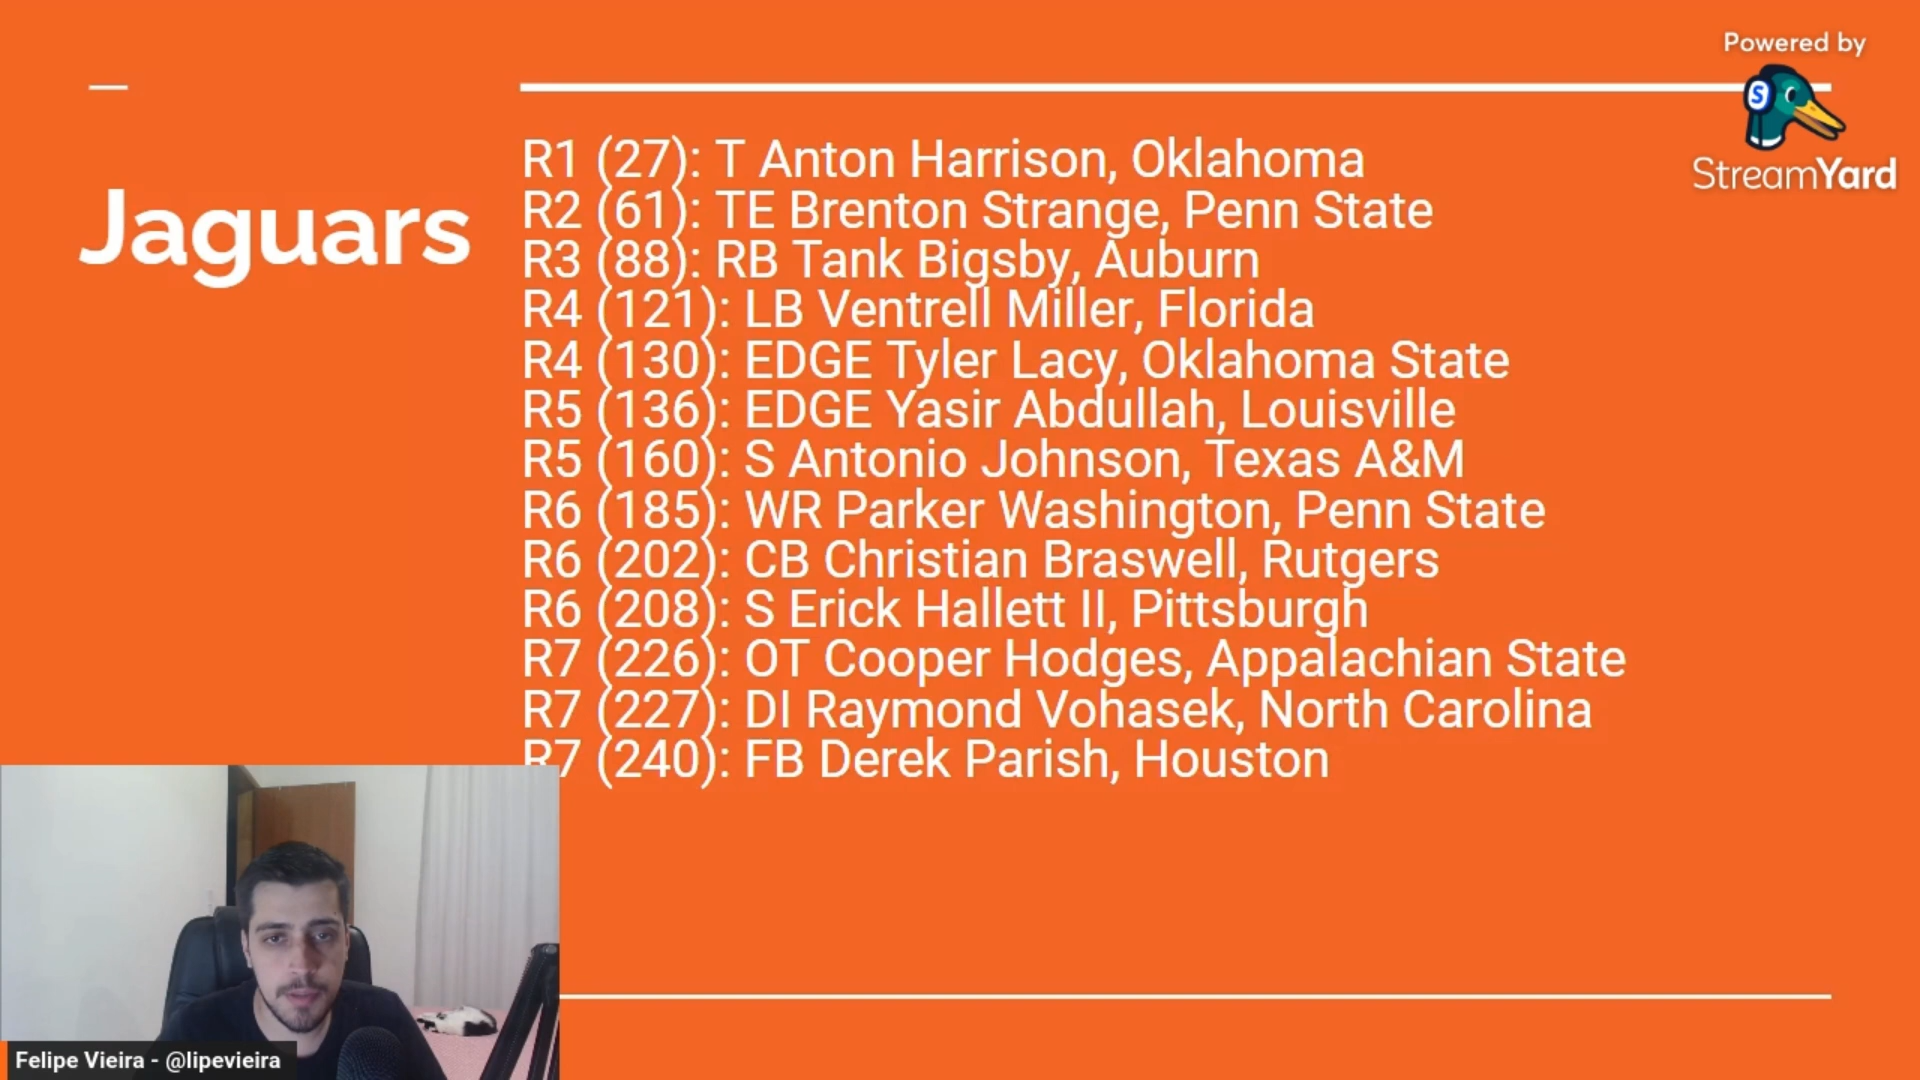 Powered by
StreamYard
Jaguars
R1 (27): T Anton Harrison, Oklahoma
R2 (61): TE Brenton Strange, Penn State
R3 (88): RB Tank Bigsby, Auburn
R4 (121): LB Ventrell Miller, Florida
R4 (130): EDGE Tyler Lacy, Oklahoma State
R5 (136): EDGE Yasir Abdullah, Louisville
R5 (160): S Antonio Johnson, Texas A&M
R6 (185): WR Parker Washington, Penn State
R6 (202): CB Christian Braswell, Rutgers
R6 (208): S Erick Hallett II, Pittsburgh
R7 (226): OT Cooper Hodges, Appalachian State
R7 (227): DI Raymond Vohasek, North Carolina
R7 (240): FB Derek Parish, Houston
Felipe Vieira - @lipevieira